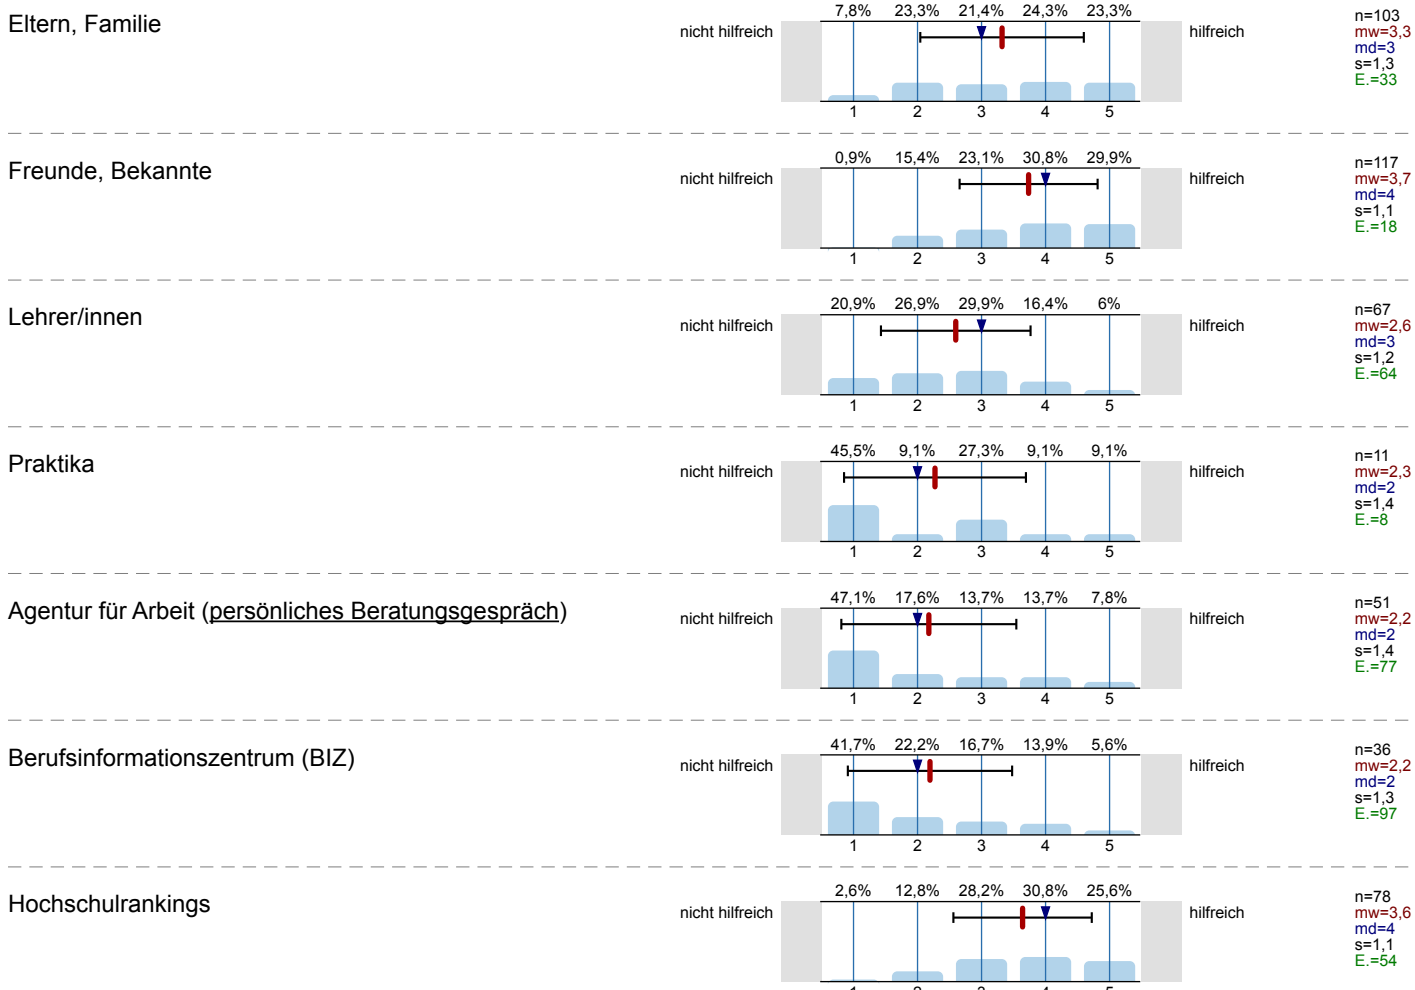 Eltern, Familie
7,8% 23,3% 21,4% 24,3% 23,3%
nicht hilfreich hilfreich
1 2 3 4 5
n=103
mw=3,3
md=3
s=1,3
E.=33
Freunde, Bekannte
0,9% 15,4% 23,1% 30,8% 29,9%
nicht hilfreich hilfreich
1 2 3 4 5
n=117
mw=3,7
md=4
s=1,1
E.=18
Lehrer/innen
20,9% 26,9% 29,9% 16,4% 6%
nicht hilfreich hilfreich
1 2 3 4 5
n=67
mw=2,6
md=3
s=1,2
E.=64
Praktika
45,5% 9,1% 27,3% 9,1% 9,1%
nicht hilfreich hilfreich
1 2 3 4 5
n=11
mw=2,3
md=2
s=1,4
E.=8
Agentur für Arbeit (persönliches Beratungsgespräch)
47,1% 17,6% 13,7% 13,7% 7,8%
nicht hilfreich hilfreich
1 2 3 4 5
n=51
mw=2,2
md=2
s=1,4
E.=77
Berufsinformationszentrum (BIZ)
41,7% 22,2% 16,7% 13,9% 5,6%
nicht hilfreich hilfreich
1 2 3 4 5
n=36
mw=2,2
md=2
s=1,3
E.=97
Hochschulrankings
2,6% 12,8% 28,2% 30,8% 25,6%
nicht hilfreich hilfreich
1 2 3 4 5
n=78
mw=3,6
md=4
s=1,1
E.=54